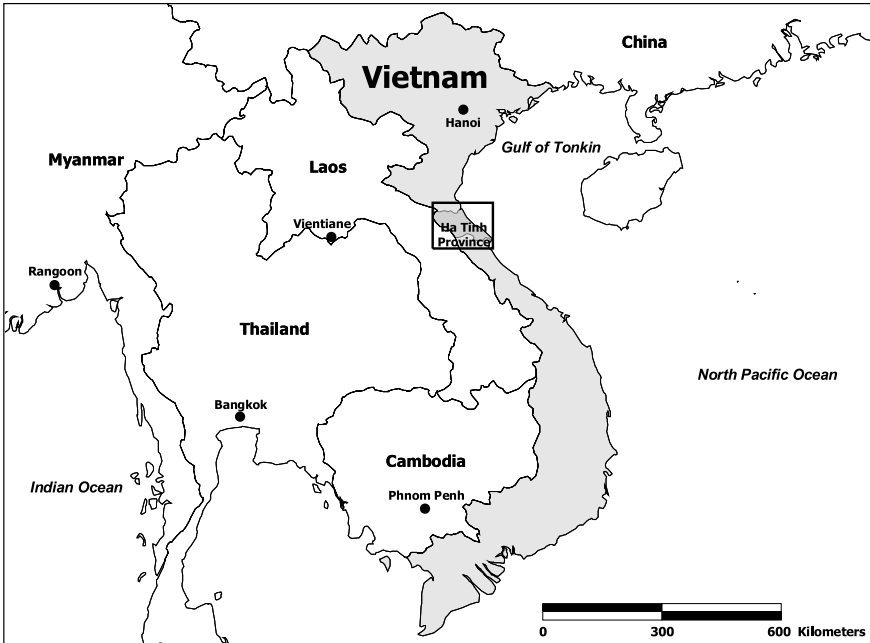 China
Vietnam
Hanoi
Gulf of Tonkin
Myanmar
Laos
Vientiane
Ha Tinh
Province
Rangoon
Thailand
North Pacific Ocean
Bangkok
Cambodia
Indian Ocean
Phnom Penh
0 300 600 Kilometers